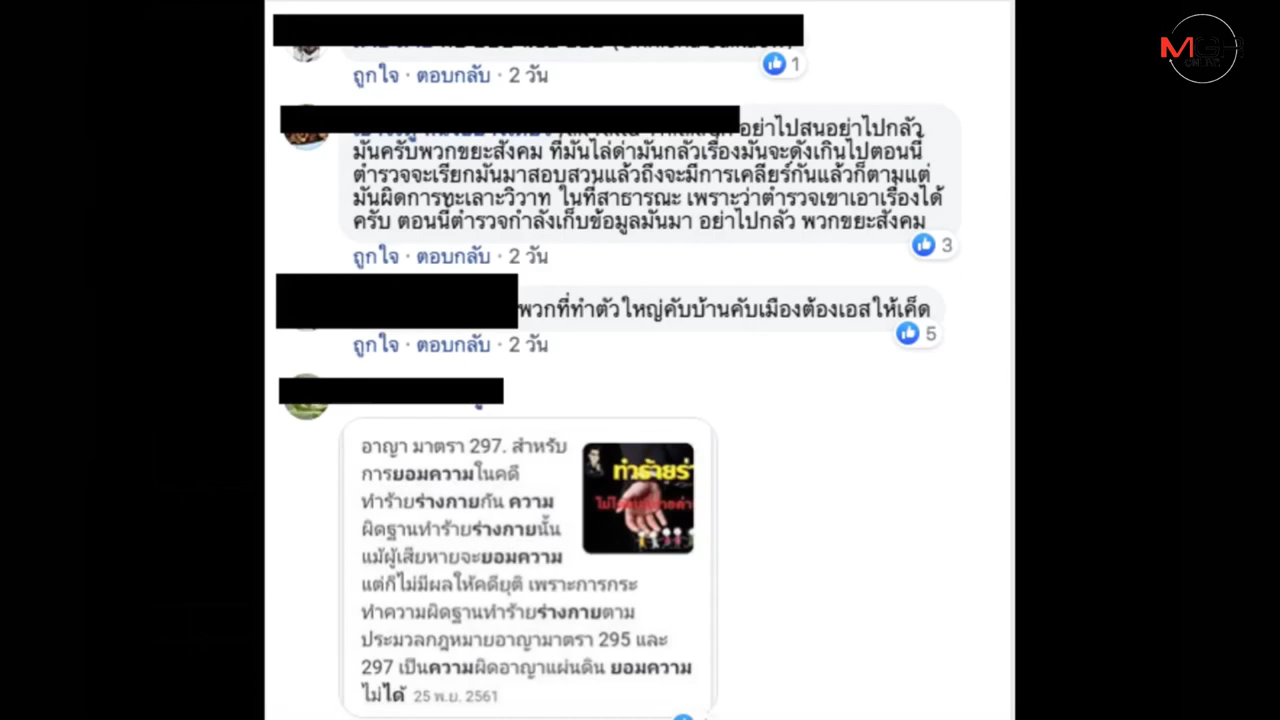 MGR
ONLINE
1
ถูกใจ · ตอบกลับ · 2 วัน
อย่าไปสนอย่าไปกลัว
มันครับพวกขยะสังคม ที่มันไล่ด่ามันกลัวเรื่องมันจะดังเกินไปตอนนี้
ตำรวจจะเรียกมันมาสอบสวนแล้วถึงจะมีการเคลียร์กันแล้วก็ตามแต่
มันผิดการทะเลาะวิวาท ในที่สาธารณะ เพราะว่าตำรวจเขาเอาเรื่องได้
ครับ ตอนนี้ตำรวจกำลังเก็บข้อมูลมันมา อย่าไปกลัว พวกขยะสังคม
3
ถูกใจ · ตอบกลับ · 2 วัน
พวกที่ทำตัวใหญ่คับบ้านคับเมืองต้องเอสให้เค็ด
5
ถูกใจ · ตอบกลับ · 2 วัน
อาญา มาตรา 297. สำหรับ
การยอมความในคดี
ทำร้ายร่างกายกัน ความ
ผิดฐานทำร้ายร่างกายนั้น
แม้ผู้เสียหายจะยอมความ
แต่ก็ไม่มีผลให้คดียุติ เพราะการกระ
ทำความผิดฐานทำร้ายร่างกายตาม
ประมวลกฎหมายอาญามาตรา 295 และ
297 เป็นความผิดอาญาแผ่นดิน ยอมความ
ไม่ได้ 25 พ.ย. 2561
ทำร้ายร่